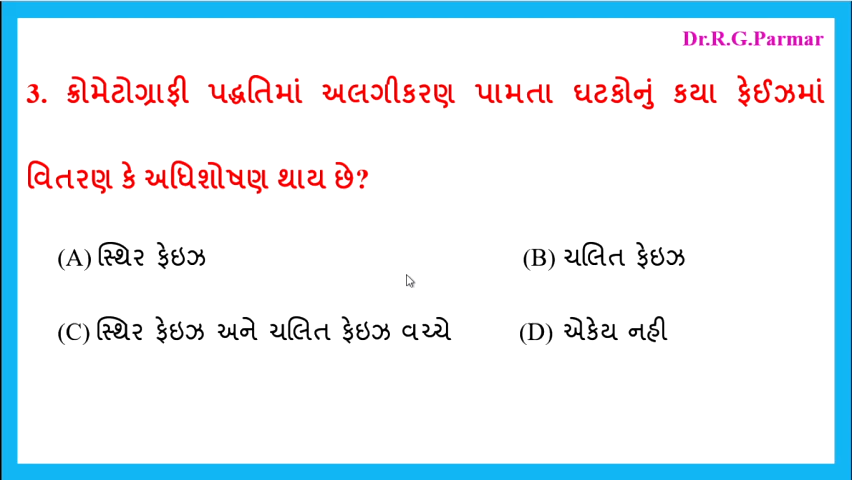 Dr.R.G.Parmar
3. ક્રોમેટોગ્રાફી પદ્ધતિમાં અલગીકરણ પામતા ઘટકોનું કયા ફેઈઝમાં
વિતરણ કે અધિશોષણ થાય છે?
(A) સ્થિર ફેઇઝ (B) ચલિત ફેઇઝ
(C) સ્થિર ફેઇઝ અને ચલિત ફેઇઝ વચ્ચે (D) એકેય નહી